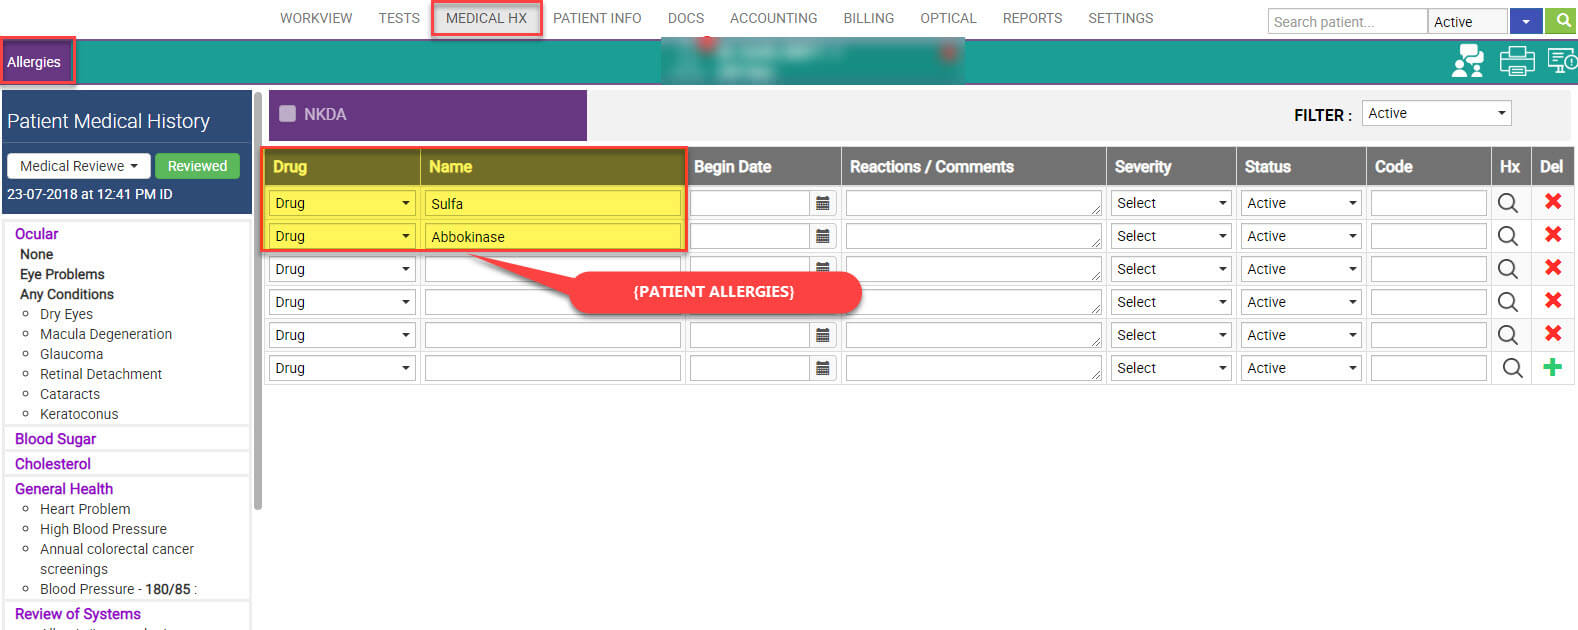 WORKVIEW TESTS MEDICAL HX PATIENT INFO DOCS ACCOUNTING BILLING OPTICAL REPORTS SETTINGS Search patient... Active
Allergies
Patient Medical History
Medical Reviewe Reviewed
23-07-2018 at 12:41 PM ID
Ocular
None
Eye Problems
Any Conditions
Dry Eyes
Macula Degeneration
Glaucoma
Retinal Detachment
Cataracts
Keratoconus
Blood Sugar
Cholesterol
General Health
Heart Problem
High Blood Pressure
Annual colorectal cancer
screenings
Blood Pressure - 180/85 :
Review of Systems
NKDA FILTER : Active
Drug Name Begin Date Reactions / Comments Severity Status Code Hx Del
Drug Sulfa Select Active
Drug Abbokinase Select Active
Drug Select Active
{PATIENT ALLERGIES}
Drug Select Active
Drug Select Active
Drug Select Active